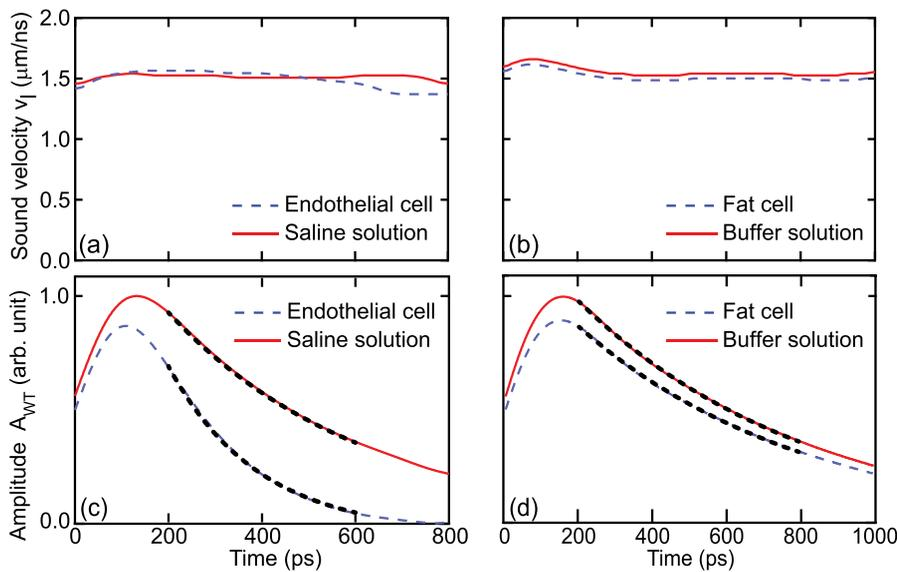 2.0
1.5
1.0
0.5
0.0
Sound velocity vl (μm/ns)
Endothelial cell
Saline solution
(a)
Fat cell
Buffer solution
(b)
1.0
0.0
Amplitude AWT (arb. unit)
Endothelial cell
Saline solution
(c)
0 200 400 600 800
Time (ps)
Fat cell
Buffer solution
(d)
0 200 400 600 800 1000
Time (ps)